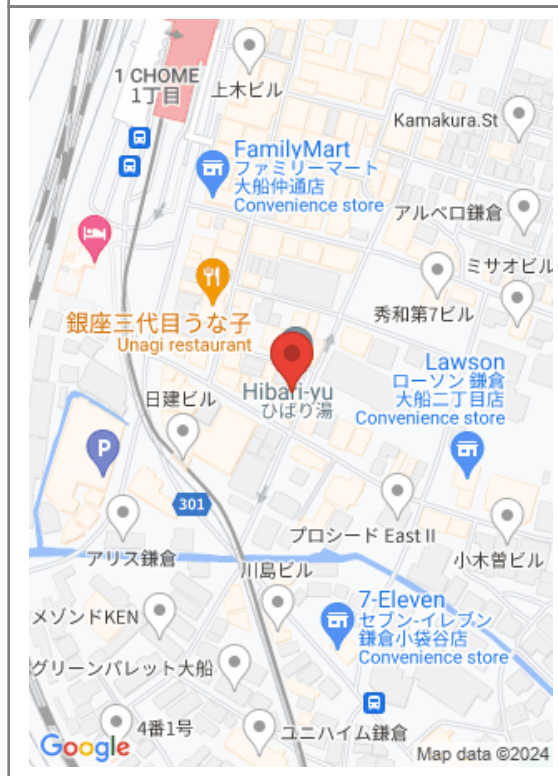 1 CHOME
1丁目
上木ビル
Kamakura.St
FamilyMart
ファミリーマート
大船仲通店
Convenience store
アルベロ鎌倉
ミサオビル
秀和第7ビル
銀座三代目うな子
Unagi restaurant
Lawson
ローソン 鎌倉
大船二丁目店
Convenience store
Hibari-yu
ひばり湯
日建ビル
P
301
プロシード EastⅡ
小木曽ビル
アリス鎌倉
川島ビル
7-Eleven
セブン-イレブン
鎌倉小袋谷店
Convenience store
メゾンドKEN
グリーンパレット大船
4番1号
ユニハイム鎌倉
Google
Map data ©2024